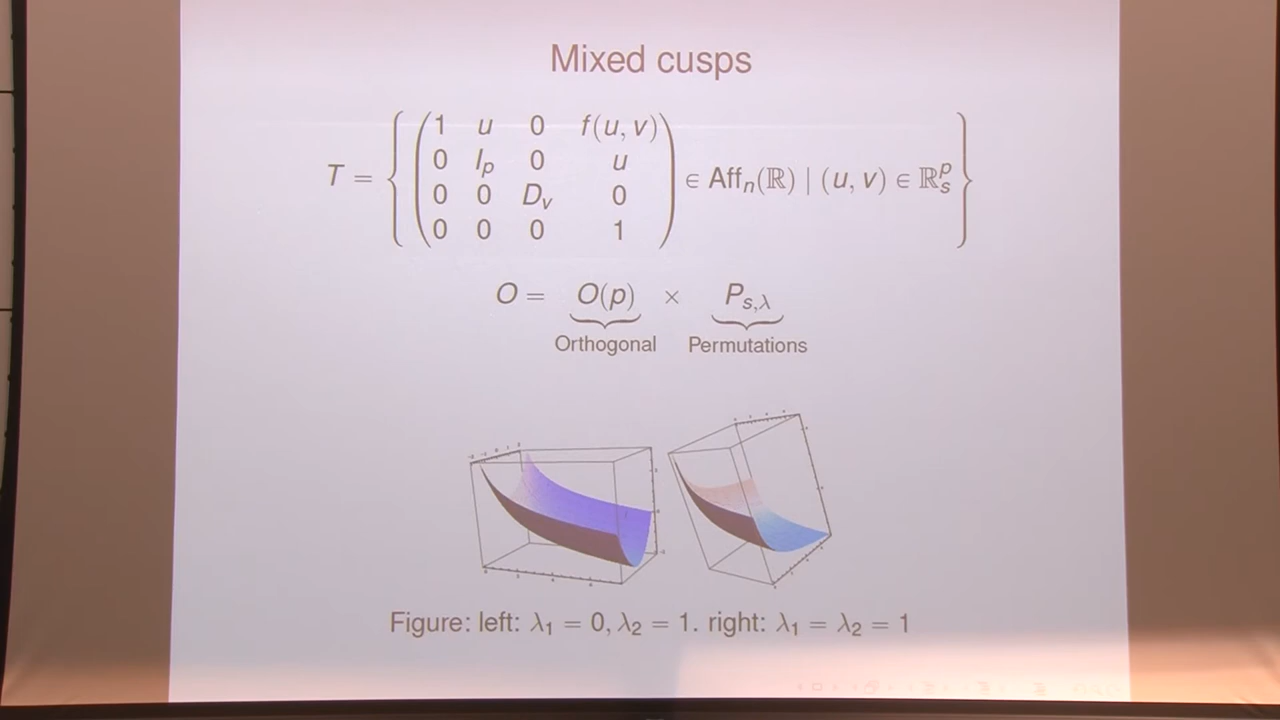 Mixed cusps
T = { ( 1 u 0 f(u, v)
0 I_p 0 u
0 0 D_v 0
0 0 0 1 ) ∈ Aff_n(ℝ) | (u, v) ∈ ℝ^p_s }
O = O(p) × P_{s,λ}
Orthogonal Permutations
Figure: left: λ₁ = 0, λ₂ = 1. right: λ₁ = λ₂ = 1